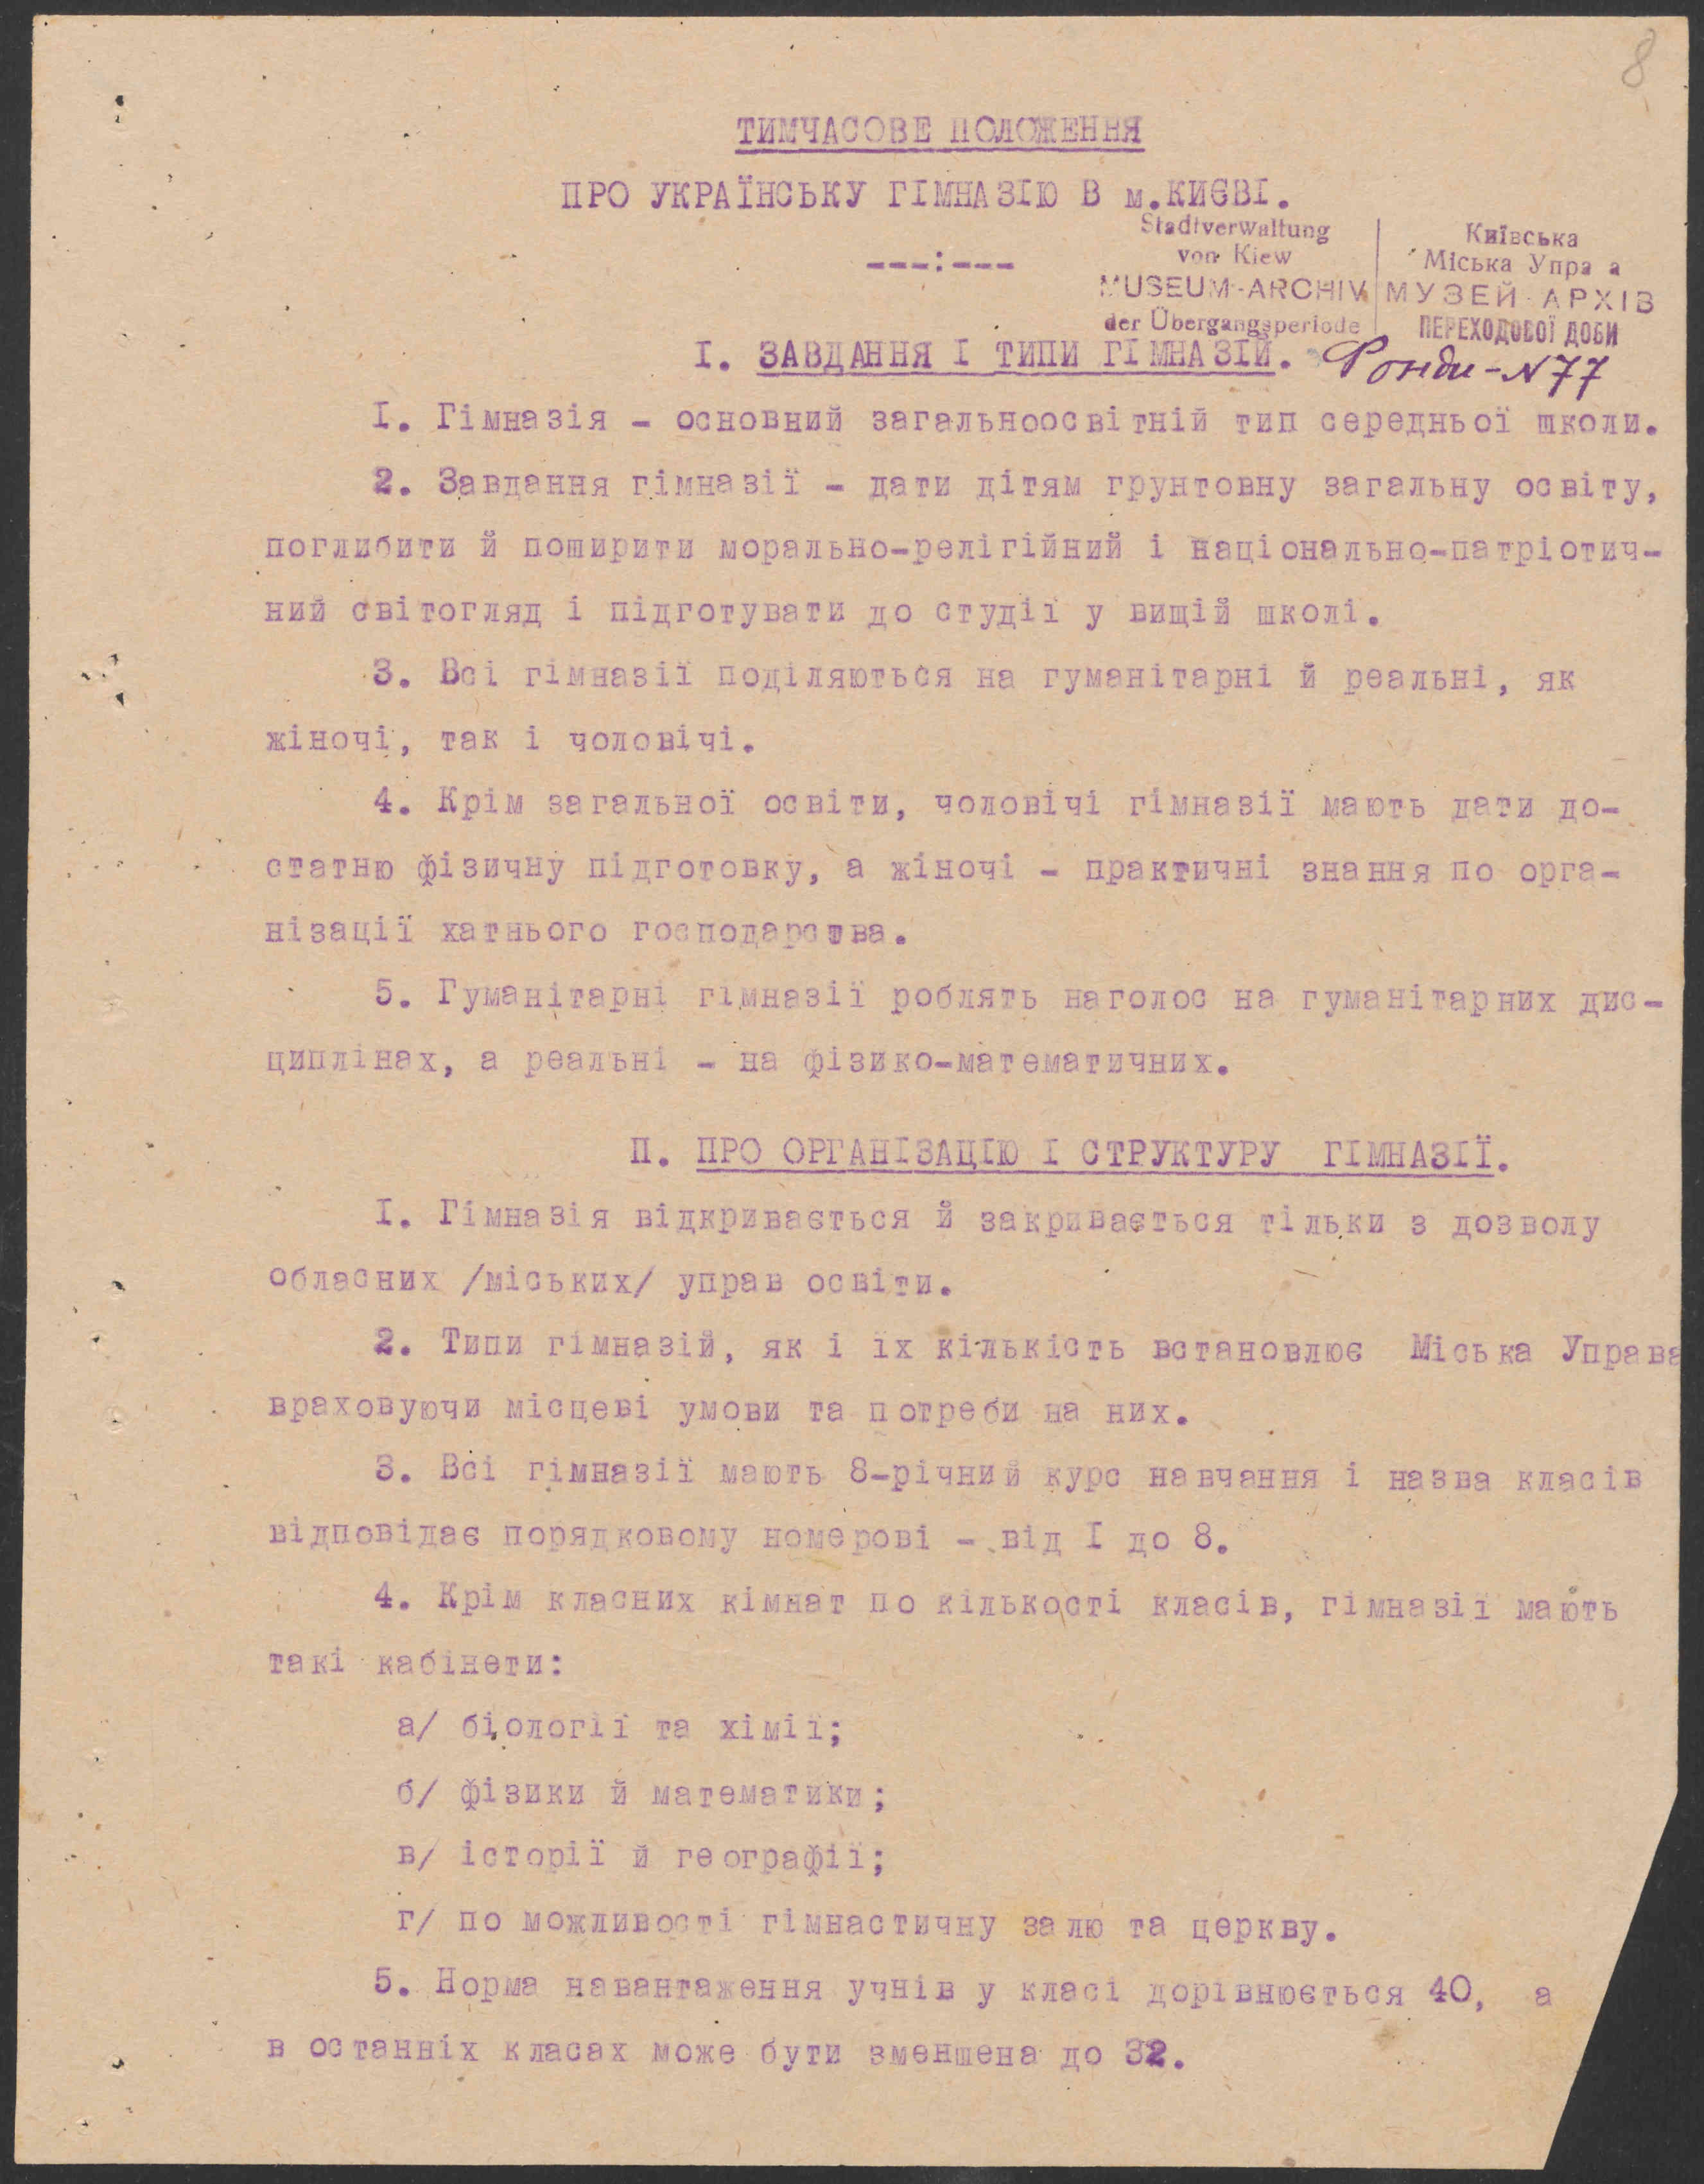 8
ТИМЧАСОВЕ ПОЛОЖЕННЯ
ПРО УКРАЇНСЬКУ ГІМНАЗІЮ В м.КИЄВІ.
---:---
Stadtverwaltung
von Kiew
MUSEUM-ARCHIV
der Übergangsperiode
Київська
Міська Упра а
МУЗЕЙ-АРХІВ
ПЕРЕХОДОВОЇ ДОБИ
Фонди-N77
I. ЗАВДАННЯ І ТИПИ ГІМНАЗІЙ.
I. Гімназія - основний загальноосвітній тип середньої школи.
2. Завдання гімназії - дати дітям грунтовну загальну освіту,
поглибити й поширити морально-релігійний і національно-патріотич-
ний світогляд і підготувати до студії у вищій школі.
3. Всі гімназії поділяються на гуманітарні й реальні, як
жіночі, так і чоловічі.
4. Крім загальної освіти, чоловічі гімназії мають дати до-
статню фізичну підготовку, а жіночі - практичні знання по орга-
нізації хатнього господарства.
5. Гуманітарні гімназії роблять наголос на гуманітарних дис-
циплінах, а реальні - на фізико-математичних.
П. ПРО ОРГАНІЗАЦІЮ І СТРУКТУРУ ГІМНАЗІЇ.
I. Гімназія відкривається й закривається тільки з дозволу
обласних /міських/ управ освіти.
2. Типи гімназій, як і їх кількість встановлює Міська Управа
враховуючи місцеві умови та потреби на них.
3. Всі гімназії мають 8-річний курс навчання і назва класів
відповідає порядковому номерові - від I до 8.
4. Крім класних кімнат по кількості класів, гімназії мають
такі кабінети:
а/ біології та хімії;
б/ фізики й математики;
в/ історії й географії;
г/ по можливості гімнастичну залю та церкву.
5. Норма навантаження учнів у класі дорівнюється 40, а
в останніх класах може бути зменшена до 32.